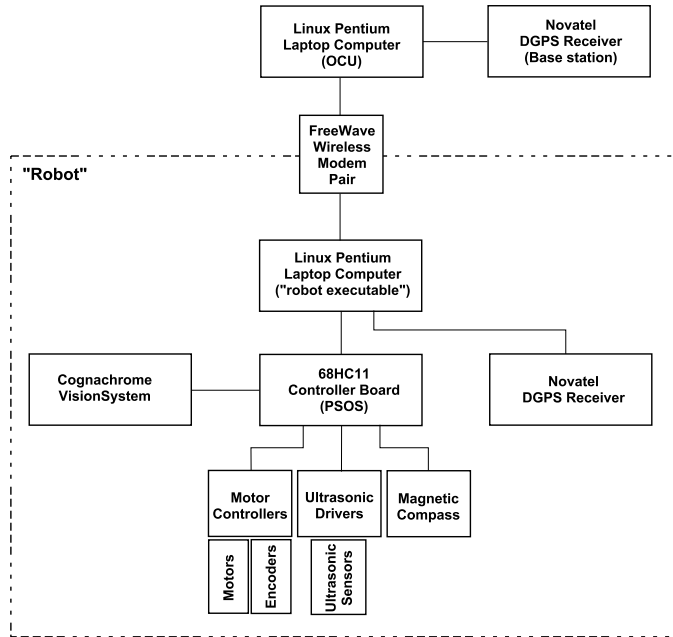 Linux Pentium
Laptop Computer
(OCU)
Novatel
DGPS Receiver
(Base station)
FreeWave
Wireless
Modem
Pair
"Robot"
Linux Pentium
Laptop Computer
("robot executable")
Cognachrome
VisionSystem
68HC11
Controller Board
(PSOS)
Novatel
DGPS Receiver
Motor
Controllers
Ultrasonic
Drivers
Magnetic
Compass
Motors
Encoders
Ultrasonic
Sensors